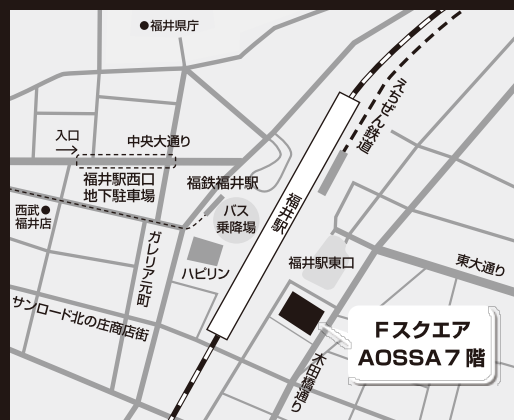 ●福井県庁
えちぜん鉄道
入口
中央大通り
福井駅西口
地下駐車場
福鉄福井駅
西武●
福井店
バス
乗降場
福井駅
ガレリア元町
ハピリン
福井駅東口
東大通り
サンロード北の庄商店街
Fスクエア
AOSSA7階
木田橋通り